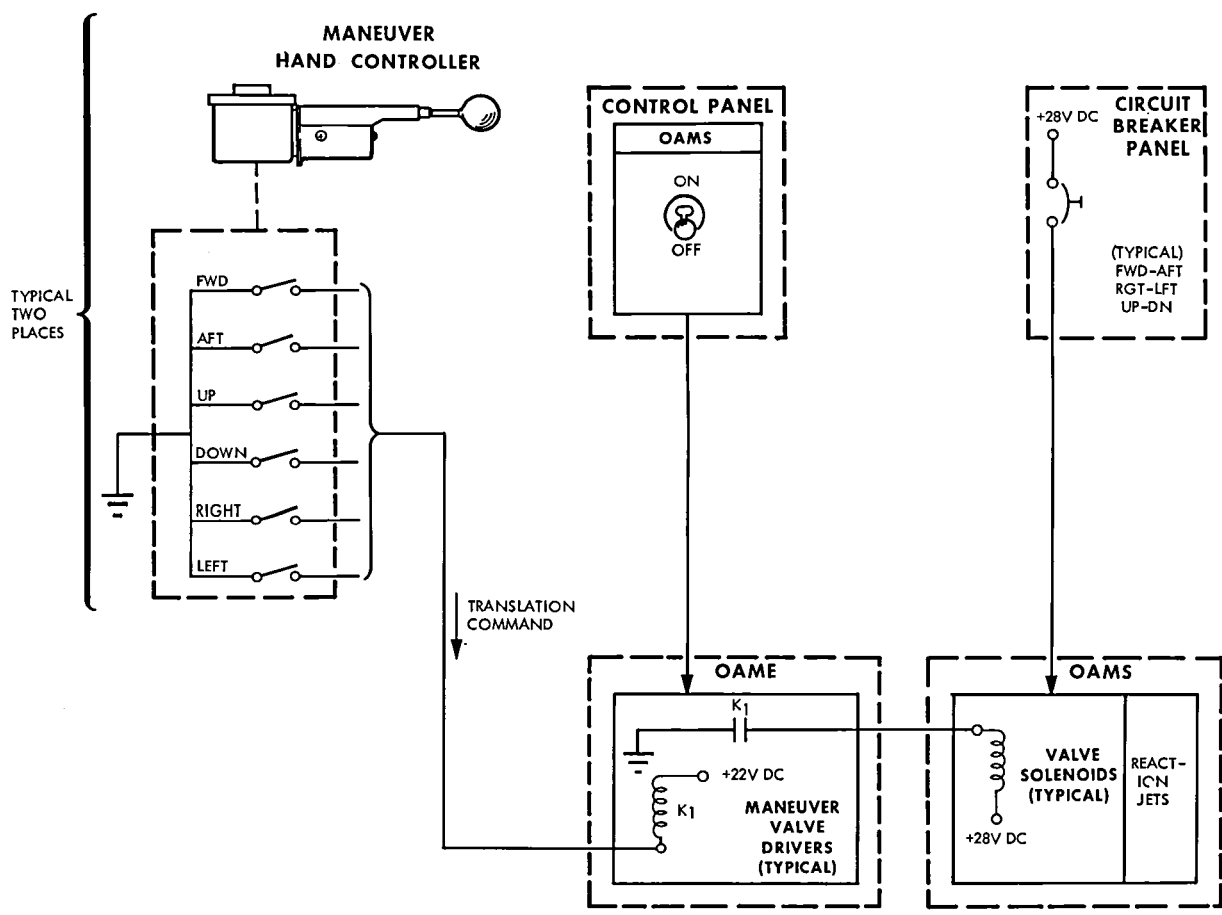 MANEUVER
HAND CONTROLLER
TYPICAL
TWO
PLACES
FWD
AFT
UP
DOWN
RIGHT
LEFT
TRANSLATION
COMMAND
CONTROL PANEL
OAMS
ON
OFF
+28V DC
CIRCUIT
BREAKER
PANEL
(TYPICAL)
FWD-AFT
RGT-LFT
UP-DN
OAME
K1
+22V DC
K1
MANEUVER
VALVE
DRIVERS
(TYPICAL)
OAMS
VALVE
SOLENOIDS
(TYPICAL)
+28V DC
REACT-
ION
JETS